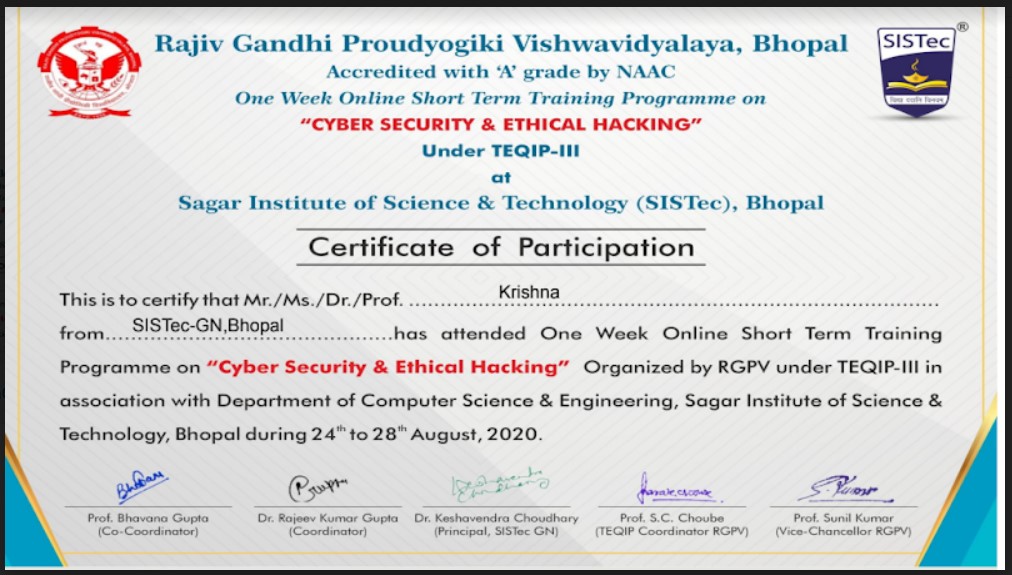 Rajiv Gandhi Proudyogiki Vishwavidyalaya, Bhopal
SISTec®
Accredited with ‘A’ grade by NAAC
One Week Online Short Term Training Programme on
“CYBER SECURITY & ETHICAL HACKING”
Under TEQIP-III
at
Sagar Institute of Science & Technology (SISTec), Bhopal
Certificate of Participation
This is to certify that Mr./Ms./Dr./Prof. Krishna
from SISTec-GN,Bhopal has attended One Week Online Short Term Training
Programme on “Cyber Security & Ethical Hacking” Organized by RGPV under TEQIP-III in
association with Department of Computer Science & Engineering, Sagar Institute of Science &
Technology, Bhopal during 24th to 28th August, 2020.
Prof. Bhavana Gupta Dr. Rajeev Kumar Gupta Dr. Keshavendra Choudhary Prof. S.C. Choube Prof. Sunil Kumar
(Co-Coordinator) (Coordinator) (Principal, SISTec GN) (TEQIP Coordinator RGPV) (Vice-Chancellor RGPV)